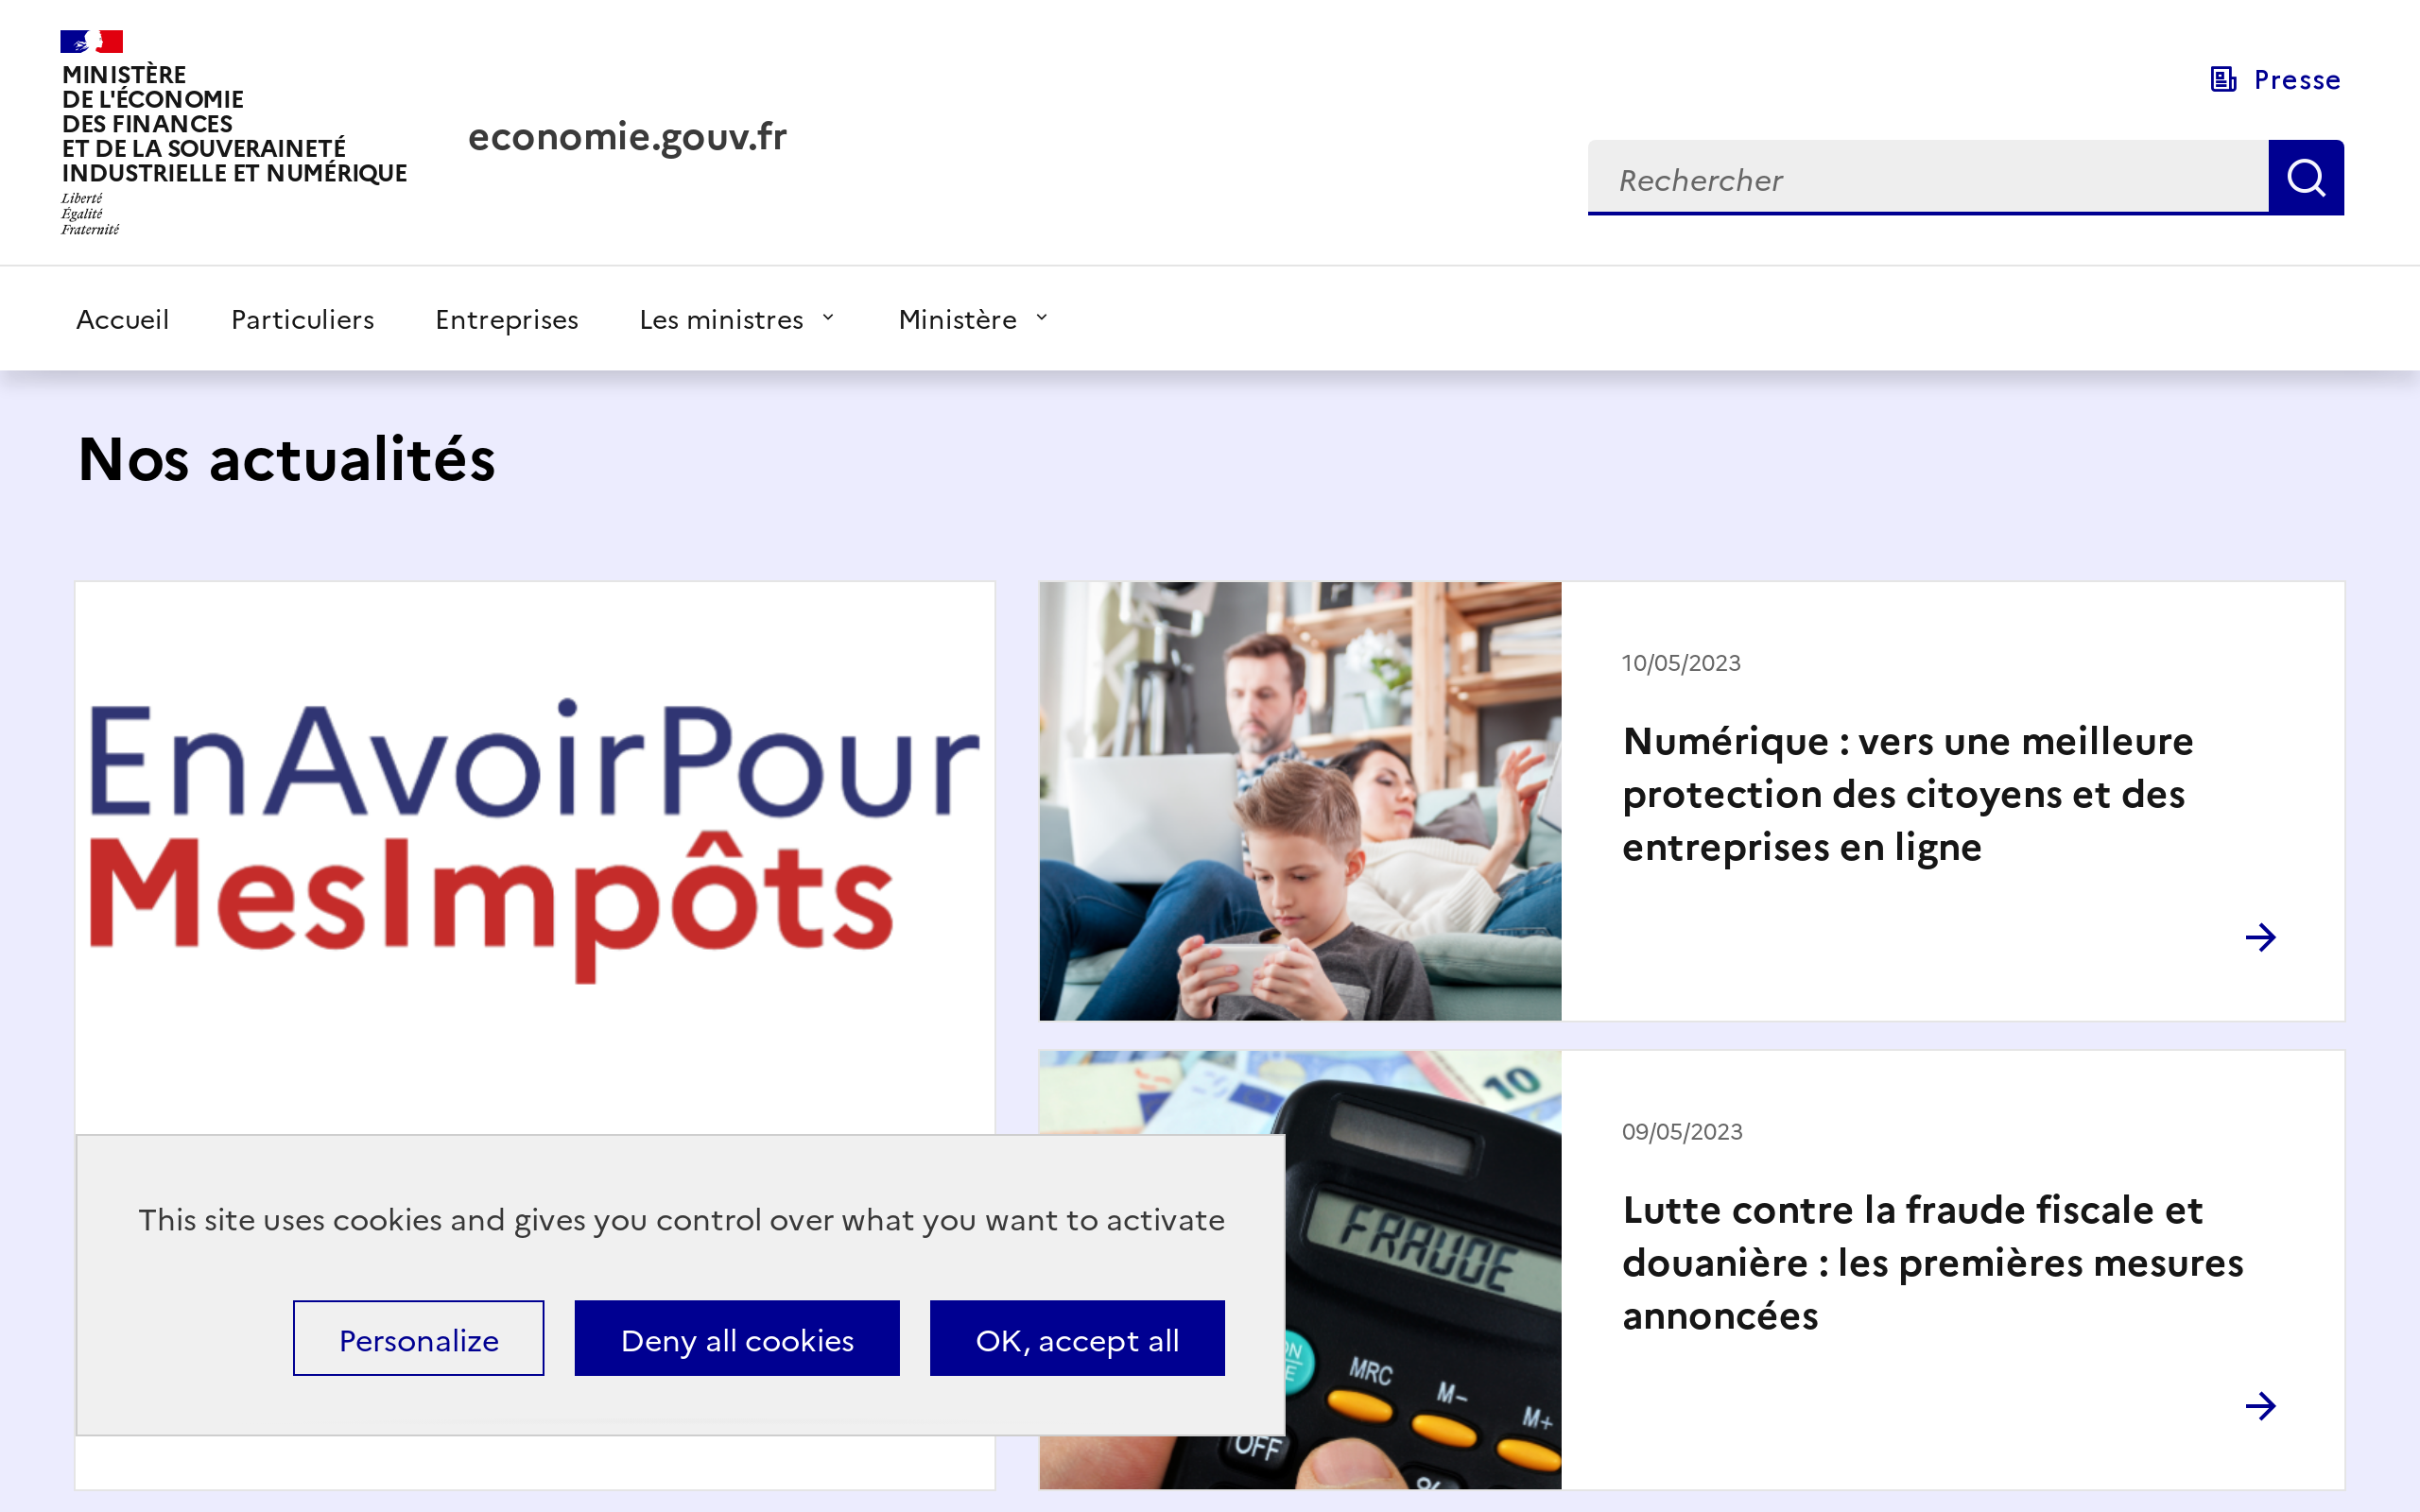 MINISTÈRE
DE L'ÉCONOMIE
DES FINANCES
ET DE LA SOUVERAINETÉ
INDUSTRIELLE ET NUMÉRIQUE
Liberté
Égalité
Fraternité
economie.gouv.fr
Presse
Rechercher
Accueil
Particuliers
Entreprises
Les ministres
Ministère
Nos actualités
EnAvoirPour
MesImpôts
10/05/2023
Numérique : vers une meilleure
protection des citoyens et des
entreprises en ligne
10
FRAUDE
MRC
M-
M+
OFF
%
09/05/2023
Lutte contre la fraude fiscale et
douanière : les premières mesures
annoncées
This site uses cookies and gives you control over what you want to activate
Personalize
Deny all cookies
OK, accept all